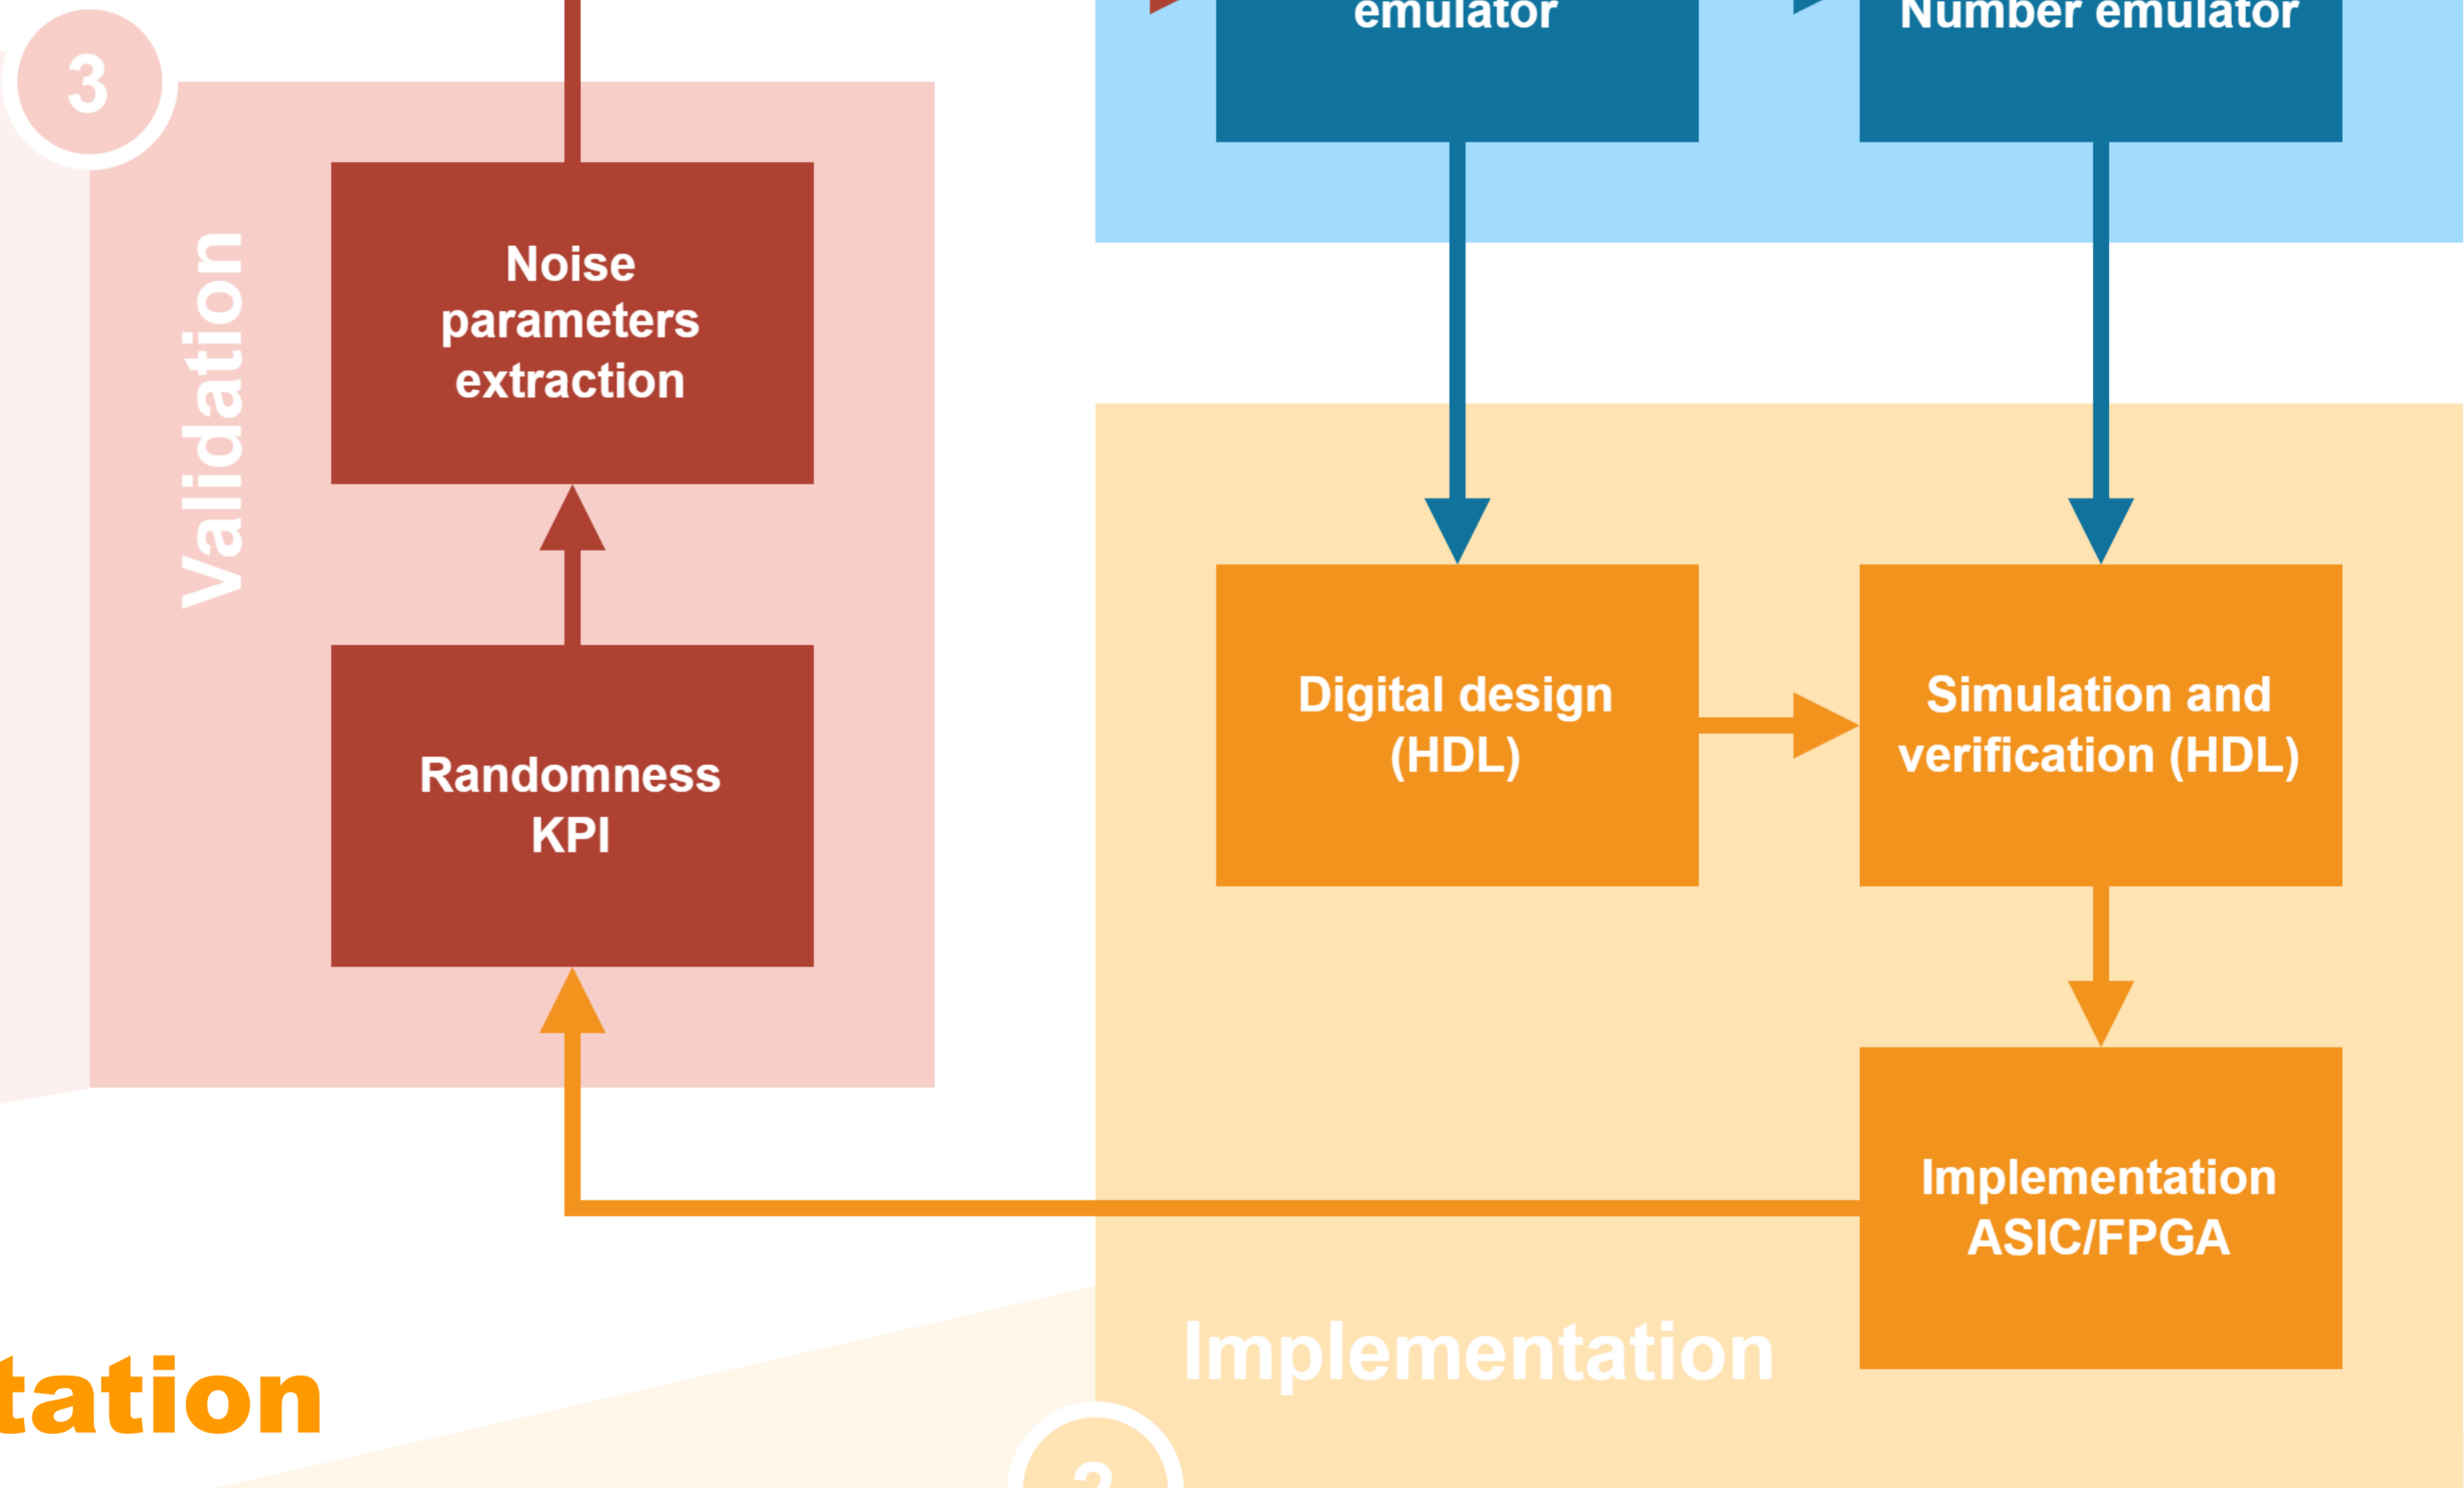 emulator
Number emulator
3
Validation
Noise
parameters
extraction
Randomness
KPI
Digital design
(HDL)
Simulation and
verification (HDL)
Implementation
ASIC/FPGA
Implementation
tation
2